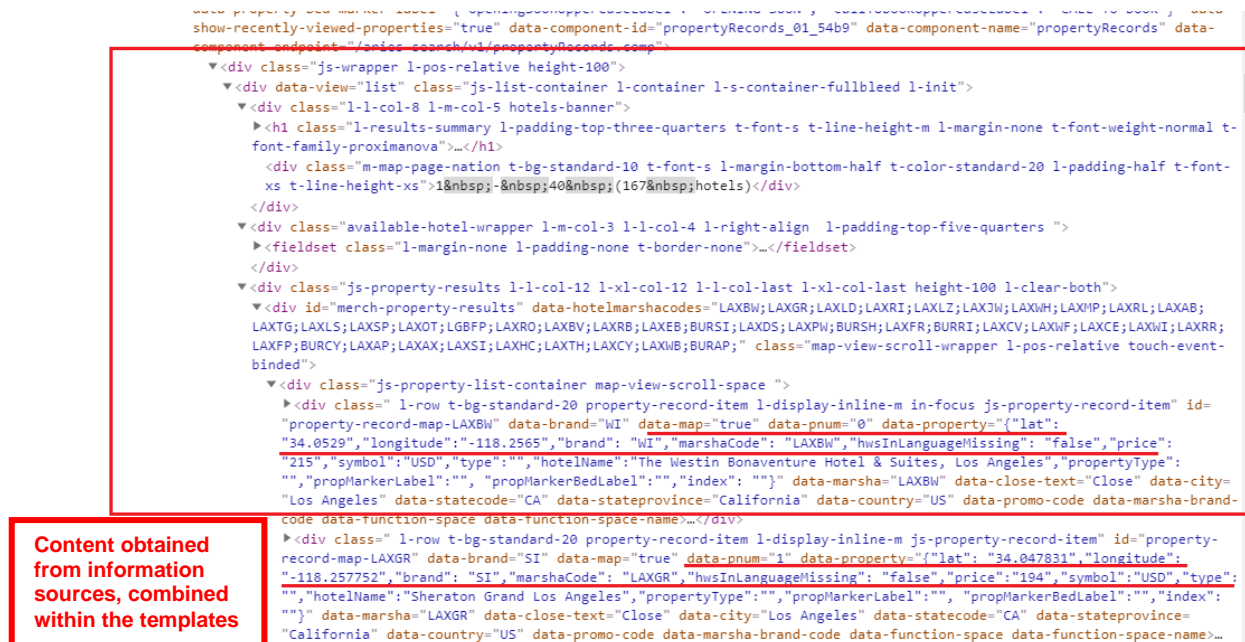 data-property-bed-marker-label="{"openingSoonUppercaseLabel": "OPENING SOON", "callToBookUppercaseLabel": "CALL TO BOOK"}" data-
show-recently-viewed-properties="true" data-component-id="propertyRecords_01_54b9" data-component-name="propertyRecords" data-
component-endpoint="/aries-search/v1/propertyRecords.comp">
▼<div class="js-wrapper l-pos-relative height-100">
▼<div data-view="list" class="js-list-container l-container l-s-container-fullbleed l-init">
▼<div class="l-l-col-8 l-m-col-5 hotels-banner">
▶<h1 class="l-results-summary l-padding-top-three-quarters t-font-s t-line-height-m l-margin-none t-font-weight-normal t-
font-family-proximanova">…</h1>
<div class="m-map-page-nation t-bg-standard-10 t-font-s l-margin-bottom-half t-color-standard-20 l-padding-half t-font-
xs t-line-height-xs">1&nbsp;-&nbsp;40&nbsp;(167&nbsp;hotels)</div>
</div>
▼<div class="available-hotel-wrapper l-m-col-3 l-l-col-4 l-right-align  l-padding-top-five-quarters ">
▶<fieldset class="l-margin-none l-padding-none t-border-none">…</fieldset>
</div>
▼<div class="js-property-results l-l-col-12 l-xl-col-12 l-l-col-last l-xl-col-last height-100 l-clear-both">
▼<div id="merch-property-results" data-hotelmarshacodes="LAXBW;LAXGR;LAXLD;LAXRI;LAXLZ;LAXJW;LAXWH;LAXMP;LAXRL;LAXAB;
LAXTG;LAXLS;LAXSP;LAXOT;LGBFP;LAXRO;LAXBV;LAXRB;LAXEB;BURSI;LAXDS;LAXPW;BURSH;LAXFR;BURRI;LAXCV;LAXWF;LAXCE;LAXWI;LAXRR;
LAXFP;BURCY;LAXAP;LAXAX;LAXSI;LAXHC;LAXTH;LAXCY;LAXWB;BURAP;" class="map-view-scroll-wrapper l-pos-relative touch-event-
binded">
▼<div class="js-property-list-container map-view-scroll-space ">
▶<div class=" l-row t-bg-standard-20 property-record-item l-display-inline-m in-focus js-property-record-item" id=
"property-record-map-LAXBW" data-brand="WI" data-map="true" data-pnum="0" data-property="{"lat":
"34.0529","longitude":"-118.2565","brand": "WI","marshaCode": "LAXBW","hwsInLanguageMissing": "false","price":
"215","symbol":"USD","type":"","hotelName":"The Westin Bonaventure Hotel & Suites, Los Angeles","propertyType":
"","propMarkerLabel":"", "propMarkerBedLabel":"","index": ""}" data-marsha="LAXBW" data-close-text="Close" data-city=
"Los Angeles" data-statecode="CA" data-stateprovince="California" data-country="US" data-promo-code data-marsha-brand-
code data-function-space data-function-space-name>…</div>
▶<div class=" l-row t-bg-standard-20 property-record-item l-display-inline-m js-property-record-item" id="property-
record-map-LAXGR" data-brand="SI" data-map="true" data-pnum="1" data-property="{"lat": "34.047831","longitude":
"-118.257752","brand": "SI","marshaCode": "LAXGR","hwsInLanguageMissing": "false","price":"194","symbol":"USD","type":
"","hotelName":"Sheraton Grand Los Angeles","propertyType":"","propMarkerLabel":"", "propMarkerBedLabel":"","index":
""}" data-marsha="LAXGR" data-close-text="Close" data-city="Los Angeles" data-statecode="CA" data-stateprovince=
"California" data-country="US" data-promo-code data-marsha-brand-code data-function-space data-function-space-name>…
Content obtained
from information
sources, combined
within the templates